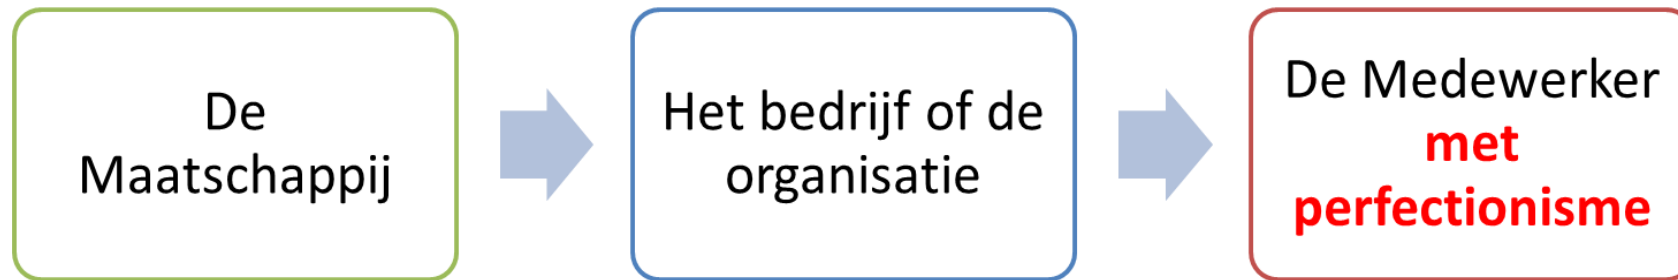 De
Maatschappij
Het bedrijf of de
organisatie
De Medewerker
met
perfectionisme